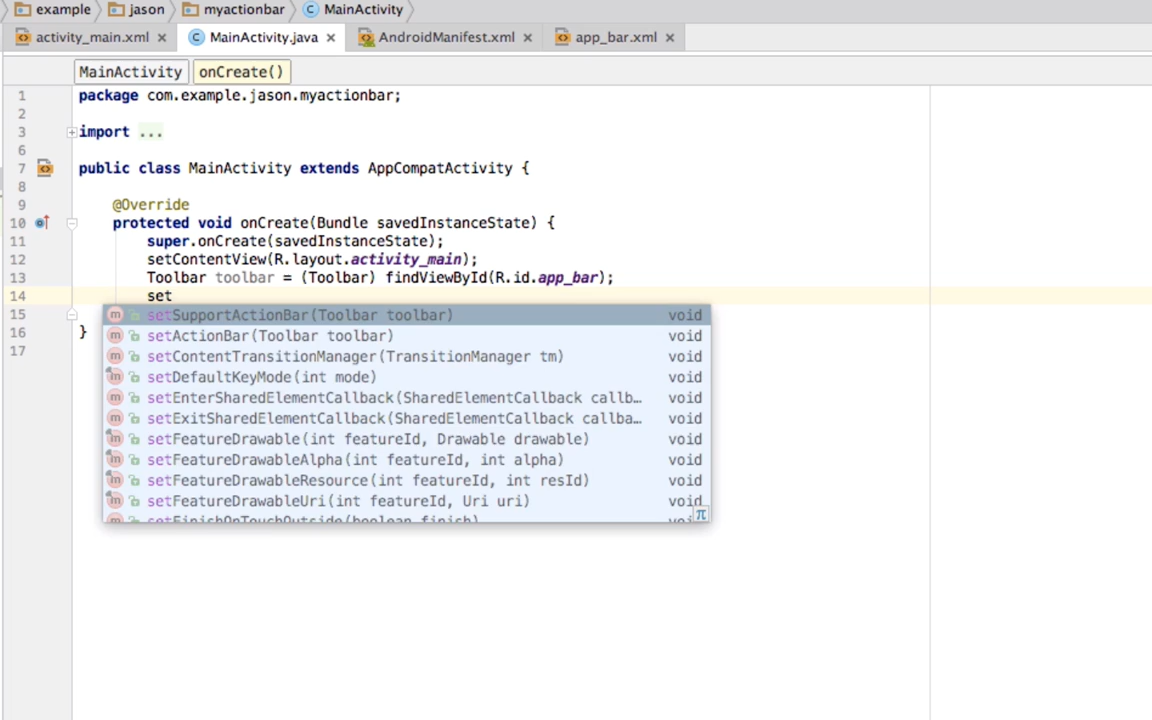 example jason myactionbar MainActivity
activity_main.xml MainActivity.java AndroidManifest.xml app_bar.xml
MainActivity onCreate()
1 package com.example.jason.myactionbar;
2
3 import ...
6
7 public class MainActivity extends AppCompatActivity {
8
9 @Override
10 protected void onCreate(Bundle savedInstanceState) {
11 super.onCreate(savedInstanceState);
12 setContentView(R.layout.activity_main);
13 Toolbar toolbar = (Toolbar) findViewById(R.id.app_bar);
14 set
15 setSupportActionBar(Toolbar toolbar) void
16 } setActionBar(Toolbar toolbar) void
17 setContentTransitionManager(TransitionManager tm) void
setDefaultKeyMode(int mode) void
setEnterSharedElementCallback(SharedElementCallback callb… void
setExitSharedElementCallback(SharedElementCallback callba… void
setFeatureDrawable(int featureId, Drawable drawable) void
setFeatureDrawableAlpha(int featureId, int alpha) void
setFeatureDrawableResource(int featureId, int resId) void
setFeatureDrawableUri(int featureId, Uri uri) void
setFinishOnTouchOutside(boolean finish) void
π